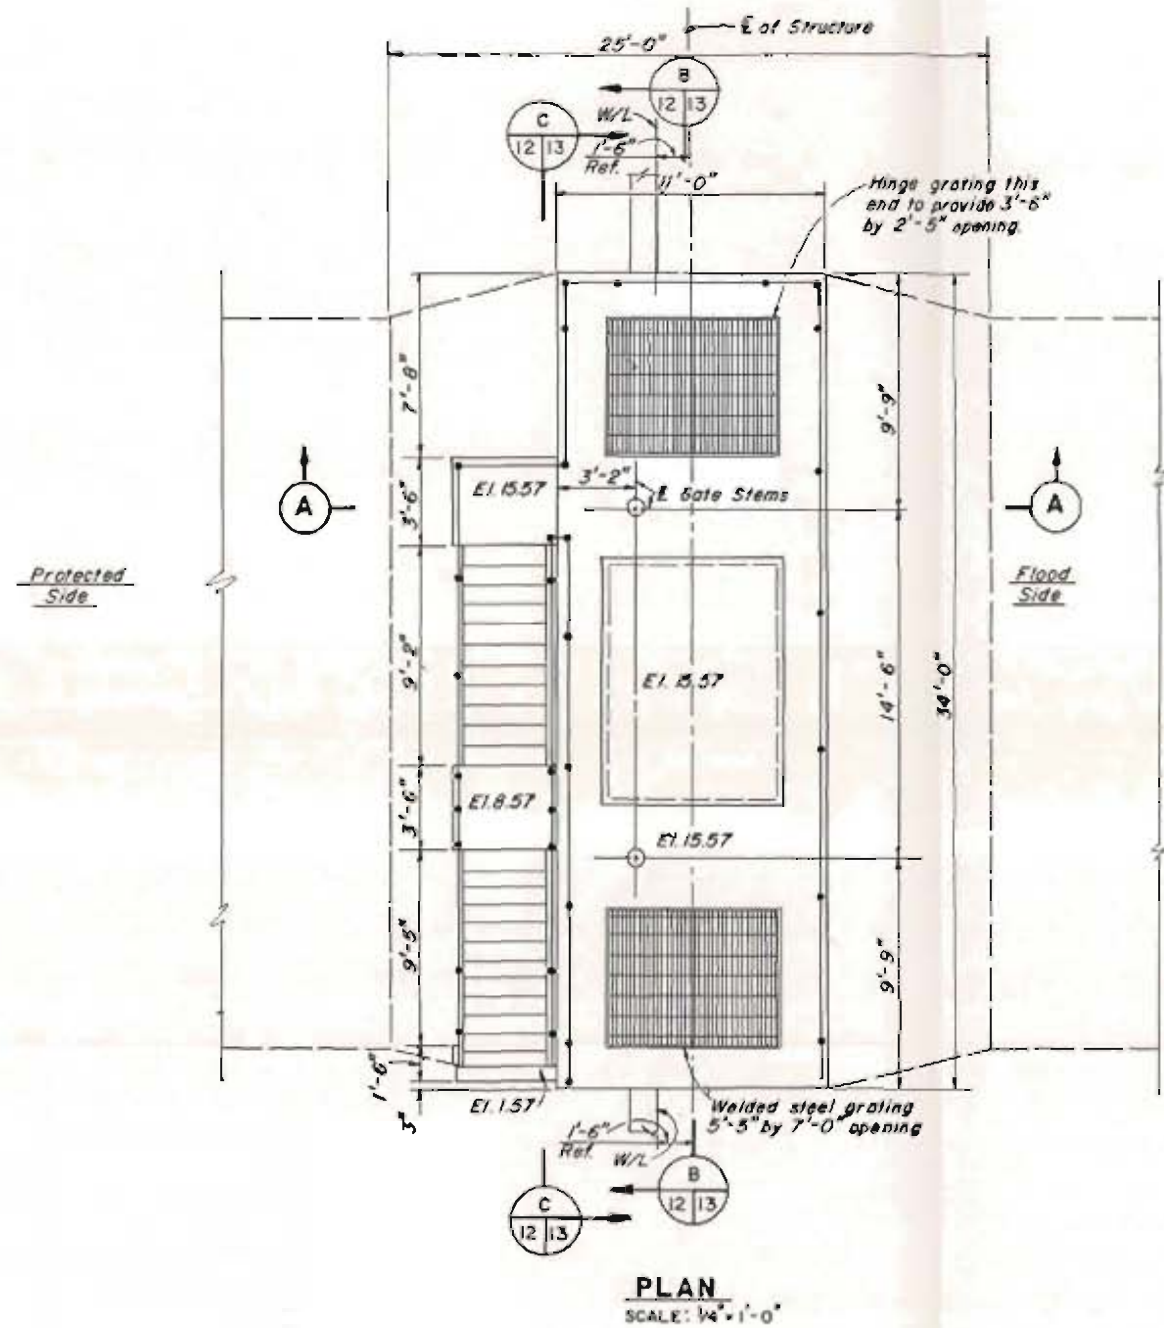 ℄ of Structure
25'-0"
B
12 13
C
12 13
W/L
1'-6"
Ref.
11'-0"
Hinge grating this
end to provide 3'-6"
by 2'-5" opening.
7'-8"
9'-9"
3'-2"
℄ Gate Stems
El. 15.57
3'-6"
A
A
Protected
Side
Flood
Side
9'-2"
El. 15.57
14'-6"
34'-0"
3'-6"
El. 8.57
El. 15.57
9'-5"
9'-9"
1'-6"
3"
El. 1.57
Welded steel grating
5'-5" by 7'-0" opening
1'-6"
Ref.
W/L
B
12 13
C
12 13
PLAN
SCALE: 1/4" = 1'-0"